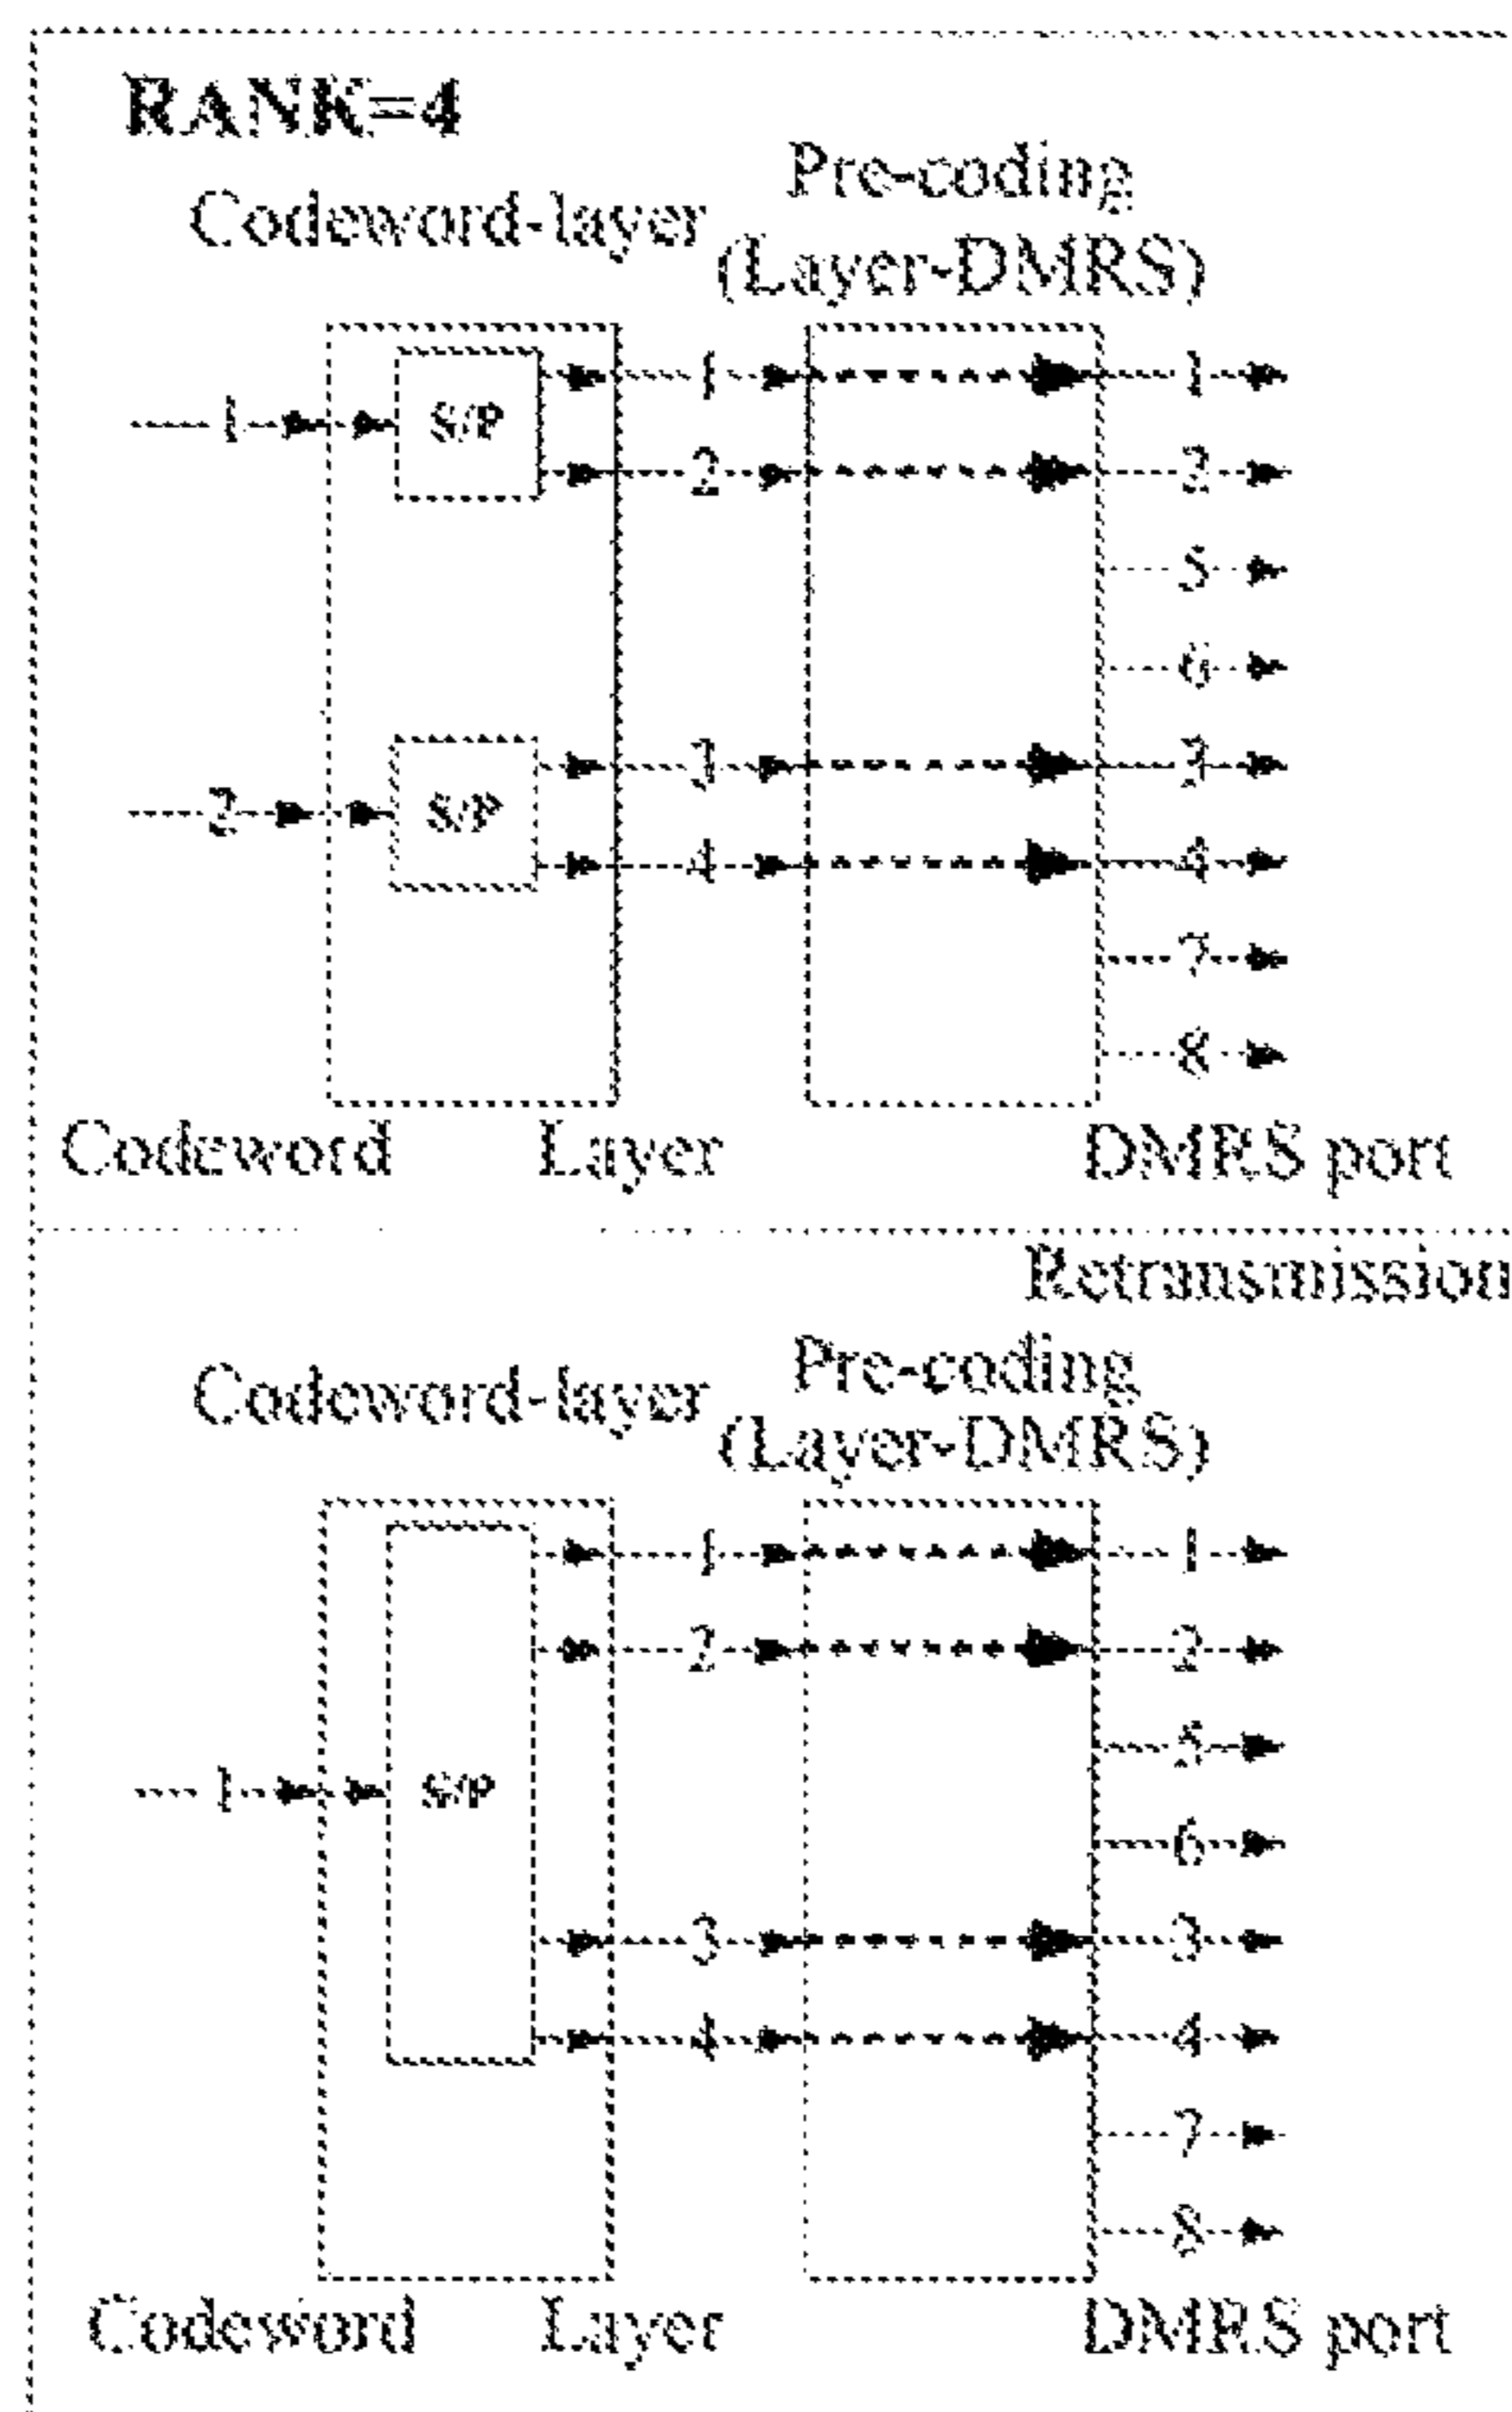 RANK=4
Pre-coding
Codeword-layer
(Layer-DMRS)
1 S/P 1 1
2 2
5
6
3 3
2 S/P
4 4
7
8
Codeword Layer DMRS port
Retransmission
Pre-coding
Codeword-layer
(Layer-DMRS)
1 1
2 2
5
1 S/P
6
3 3
4 4
7
8
Codeword Layer DMRS port